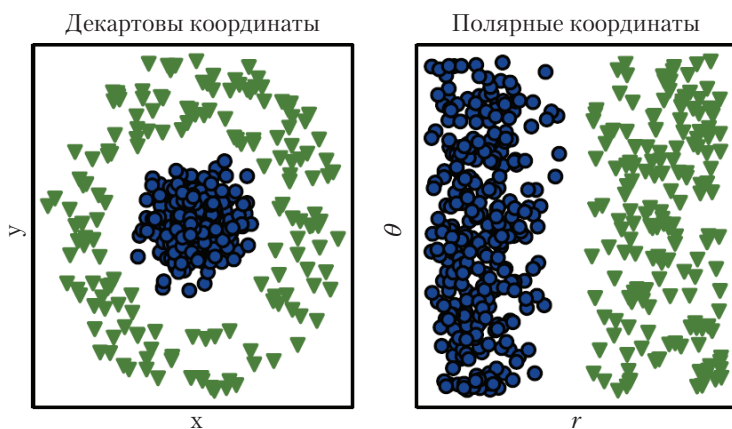 Декартовы координаты
Полярные координаты
y
θ
x
r